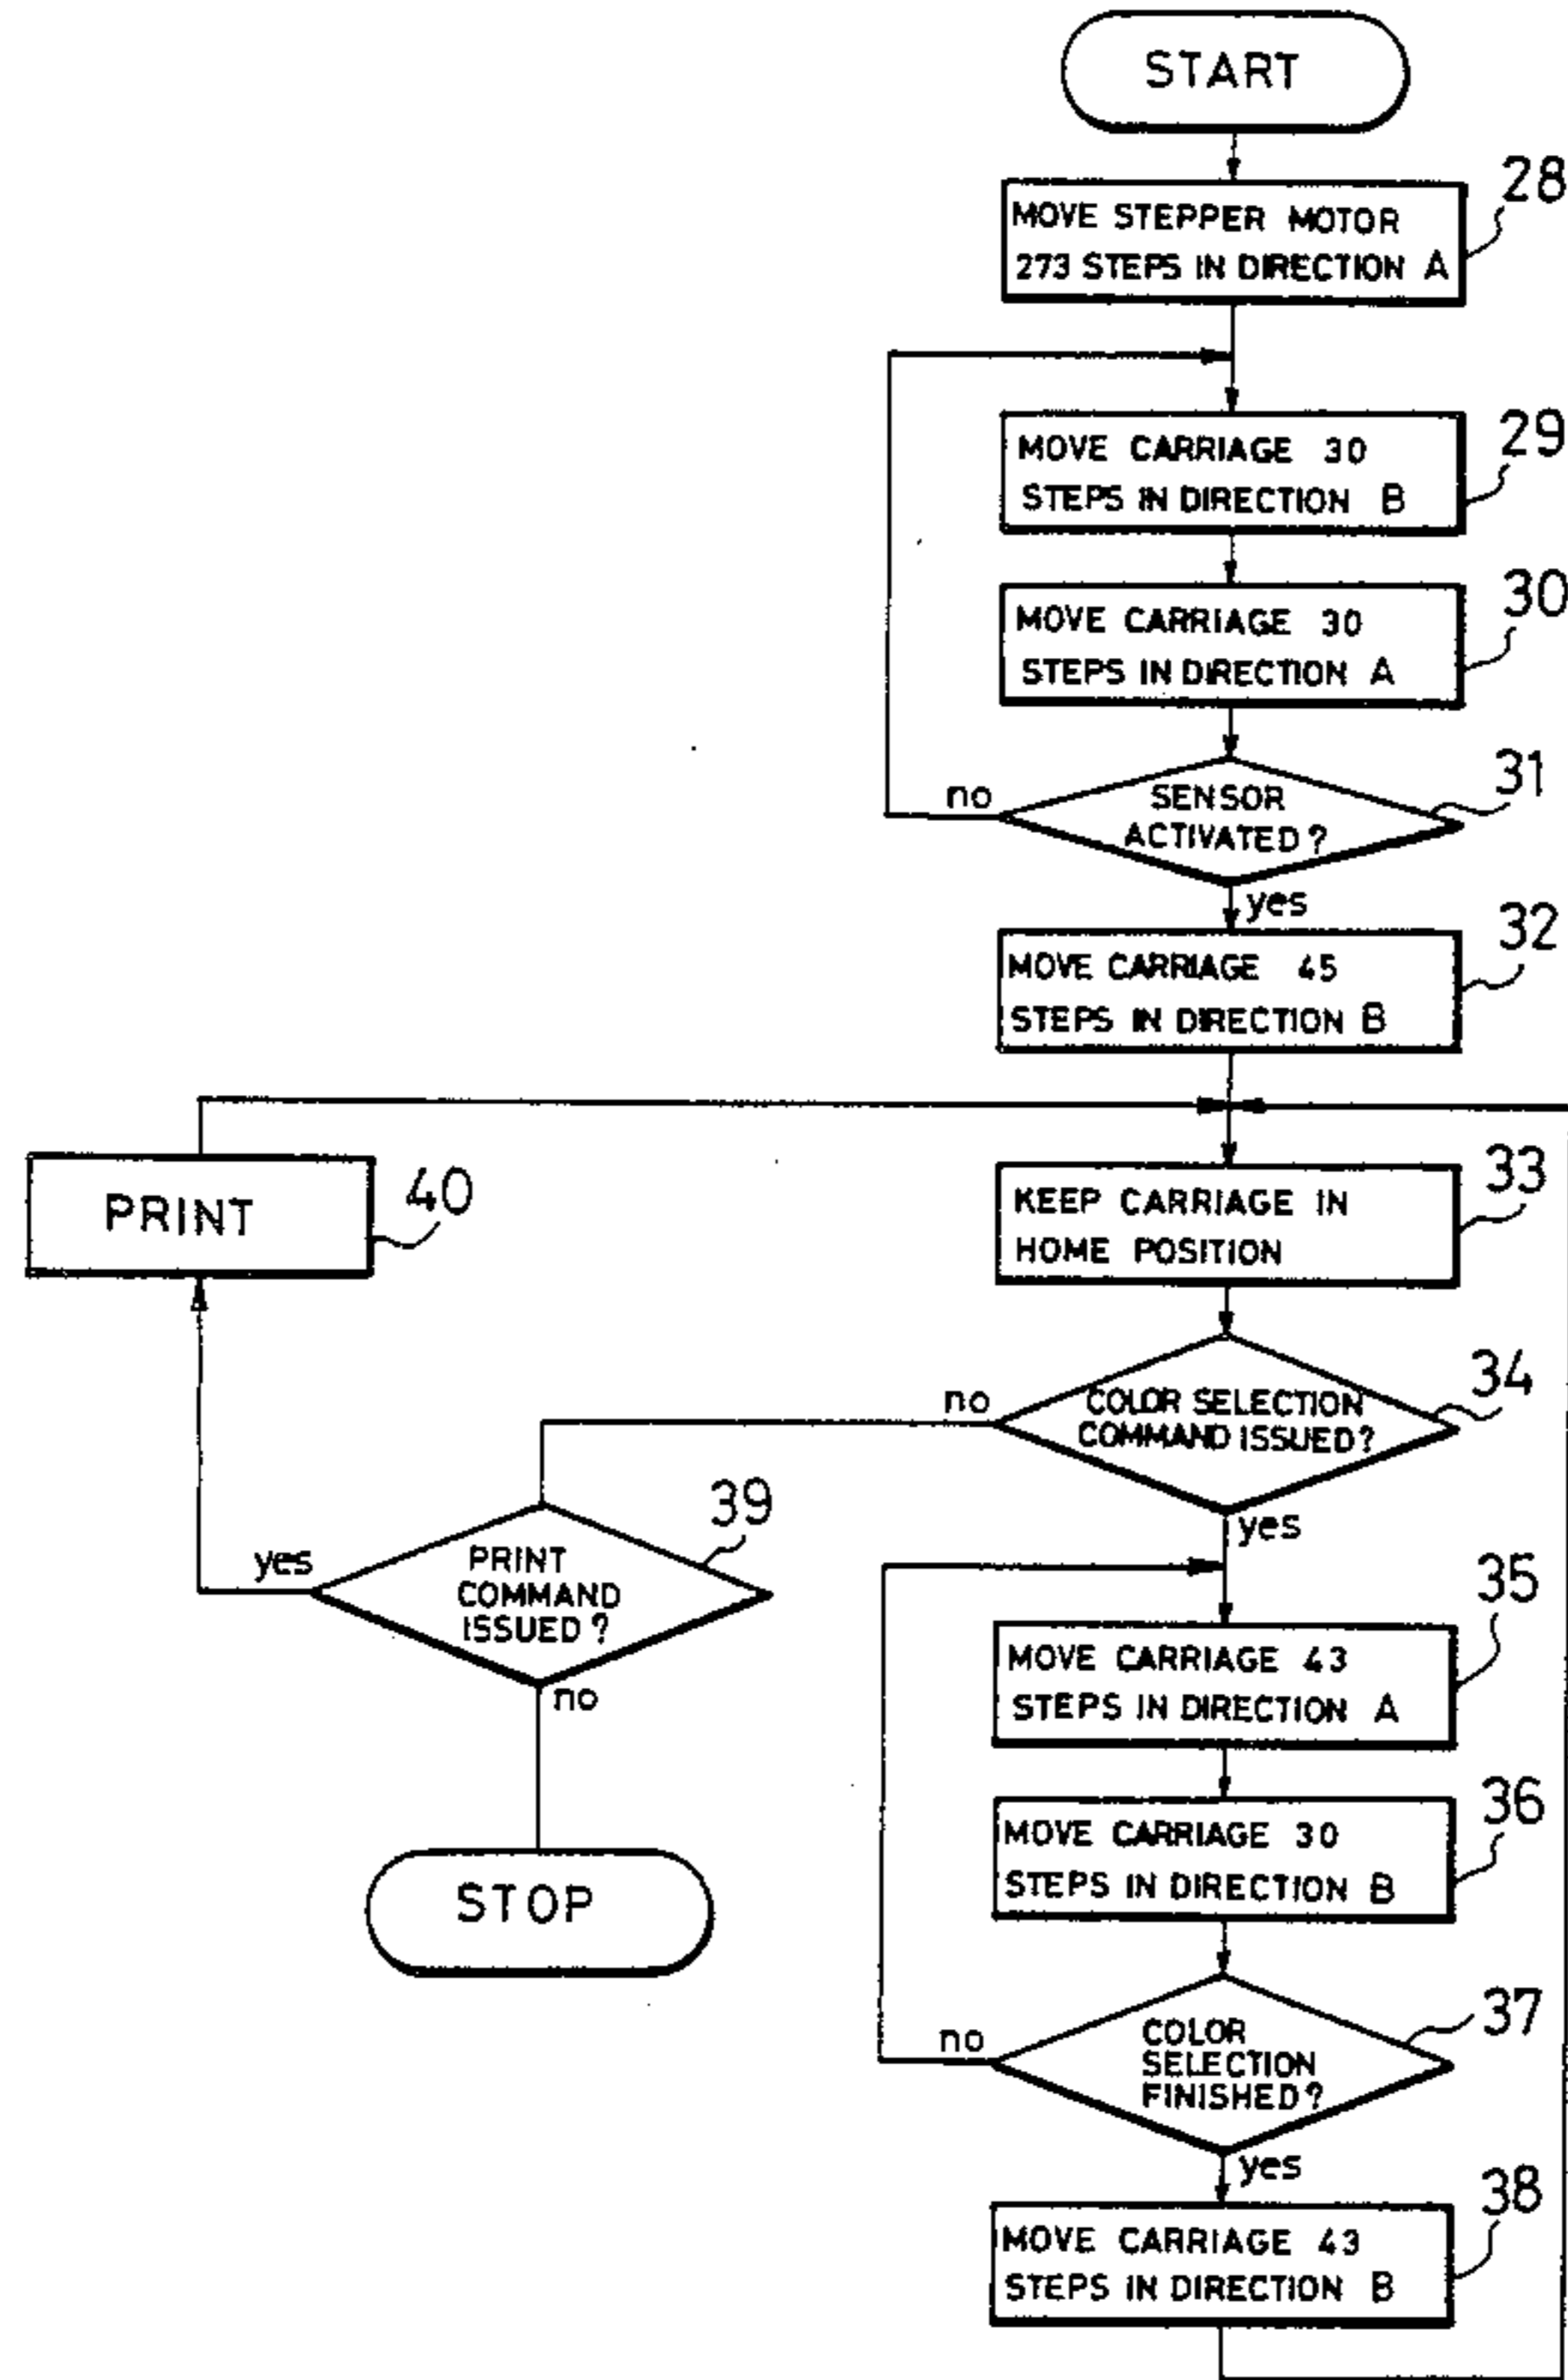 START
MOVE STEPPER MOTOR
273 STEPS IN DIRECTION A
28
MOVE CARRIAGE 30
STEPS IN DIRECTION B
29
MOVE CARRIAGE 30
STEPS IN DIRECTION A
30
SENSOR
ACTIVATED?
31
no
yes
MOVE CARRIAGE 45
STEPS IN DIRECTION B
32
PRINT
40
KEEP CARRIAGE IN
HOME POSITION
33
COLOR SELECTION
COMMAND ISSUED?
34
no
yes
PRINT
COMMAND
ISSUED?
39
yes
no
STOP
MOVE CARRIAGE 43
STEPS IN DIRECTION A
35
MOVE CARRIAGE 30
STEPS IN DIRECTION B
36
COLOR
SELECTION
FINISHED?
37
no
yes
MOVE CARRIAGE 43
STEPS IN DIRECTION B
38